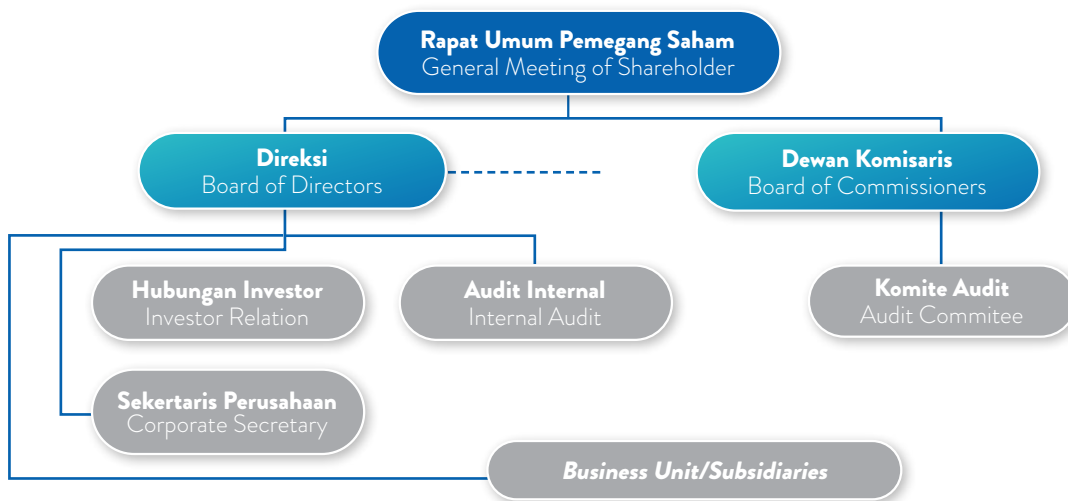 Rapat Umum Pemegang Saham
General Meeting of Shareholder
Direksi
Board of Directors
Dewan Komisaris
Board of Commissioners
Hubungan Investor
Investor Relation
Audit Internal
Internal Audit
Komite Audit
Audit Commitee
Sekertaris Perusahaan
Corporate Secretary
Business Unit/Subsidiaries